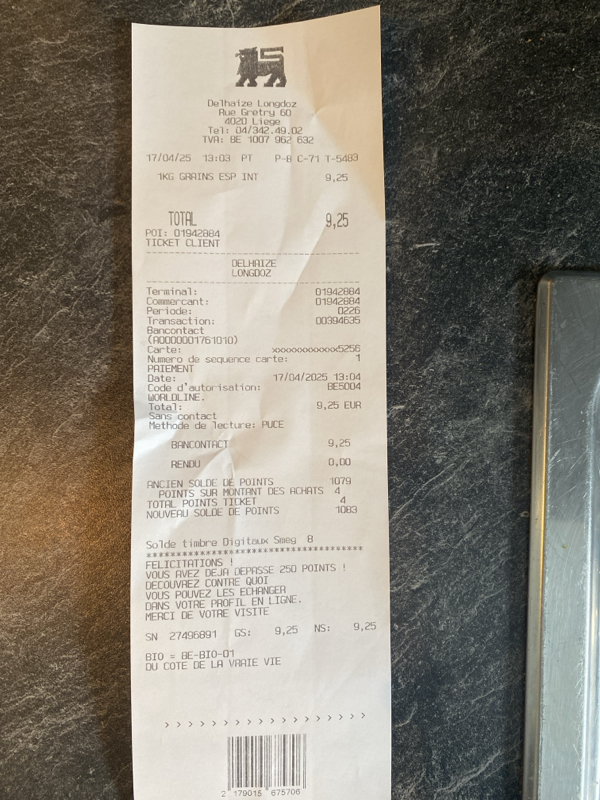 Delhaize Longdoz
Rue Gretry 60
4020 Liege
Tel: 04/342.49.02
TVA: BE 1007 962 632
17/04/25 13:03 PT P-8 C-71 T-5483
1KG GRAINS ESP INT 9,25
TOTAL 9,25
POI: 01942884
TICKET CLIENT
DELHAIZE
LONGDOZ
Terminal: 01942884
Commercant: 01942884
Periode: 0226
Transaction: 00394635
Bancontact
(A0000001761010)
Carte: xxxxxxxxxxxx5256
Numero de sequence carte: 1
PAIEMENT
Date: 17/04/2025 13:04
Code d'autorisation: BE5004
WORLDLINE.
Total: 9,25 EUR
Sans contact
Methode de lecture: PUCE
BANCONTACT 9,25
RENDU 0,00
ANCIEN SOLDE DE POINTS 1079
POINTS SUR MONTANT DES ACHATS 4
TOTAL POINTS TICKET 4
NOUVEAU SOLDE DE POINTS 1083
Solde timbre Digitaux Smeg 8
****************************************
FELICITATIONS !
VOUS AVEZ DEJA DEPASSE 250 POINTS !
DECOUVREZ CONTRE QUOI
VOUS POUVEZ LES ECHANGER
DANS VOTRE PROFIL EN LIGNE.
MERCI DE VOTRE VISITE
SN 27496891 GS: 9,25 NS: 9,25
BIO = BE-BIO-01
DU COTE DE LA VRAIE VIE
> > > > > > > > > > > > > > > >
2 179015 675706